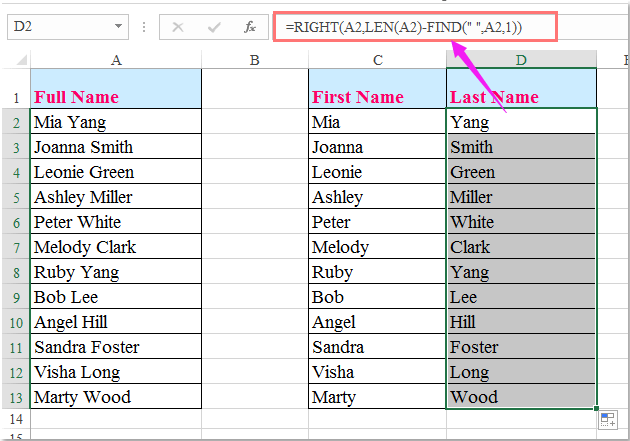 D2 fx =RIGHT(A2,LEN(A2)-FIND(" ",A2,1))
A B C D
1 Full Name First Name Last Name
2 Mia Yang Mia Yang
3 Joanna Smith Joanna Smith
4 Leonie Green Leonie Green
5 Ashley Miller Ashley Miller
6 Peter White Peter White
7 Melody Clark Melody Clark
8 Ruby Yang Ruby Yang
9 Bob Lee Bob Lee
10 Angel Hill Angel Hill
11 Sandra Foster Sandra Foster
12 Visha Long Visha Long
13 Marty Wood Marty Wood
14
15